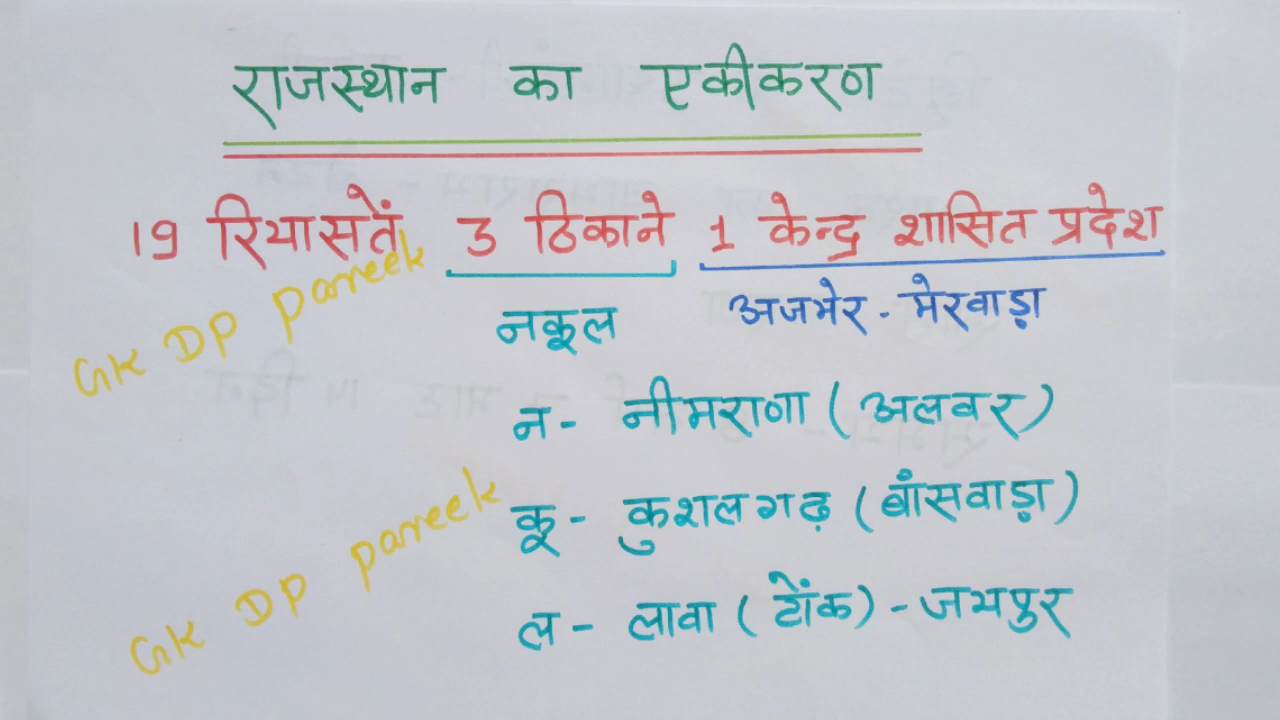 राजस्थान का एकीकरण
19 रियासतें 3 ठिकाने 1 केन्द्र शासित प्रदेश
नकूल अजमेर - मेरवाड़ा
GK DP pareek
न - नीमराणा (अलवर)
कू - कुशलगढ़ (बाँसवाड़ा)
GK DP pareek
ल - लावा (टोंक) - जयपुर